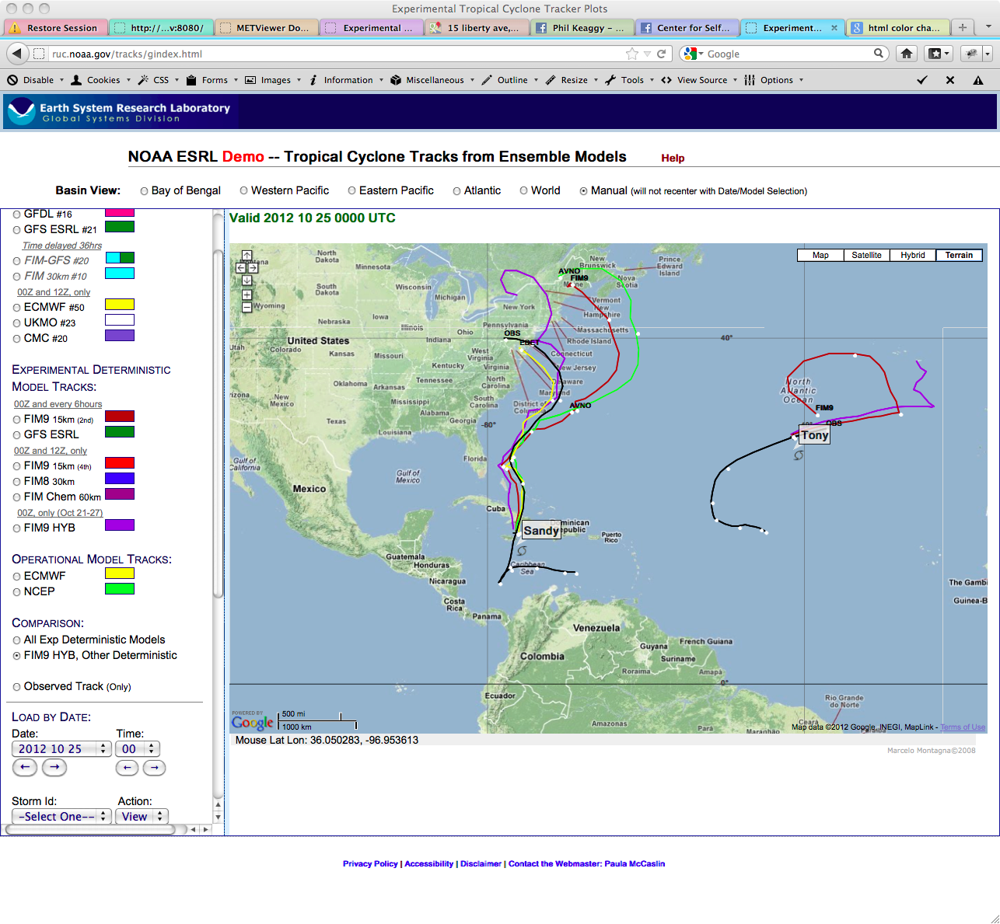 Experimental Tropical Cyclone Tracker Plots
Restore Session
http://...v:8080/
METViewer Do...
Experimental ...
15 liberty ave,...
Phil Keaggy – ...
Center for Self...
Experiment...
html color cha...
ruc.noaa.gov/tracks/gindex.html
Google
Disable
Cookies
CSS
Forms
Images
Information
Miscellaneous
Outline
Resize
Tools
View Source
Options
Earth System Research Laboratory
Global Systems Division
NOAA ESRL Demo -- Tropical Cyclone Tracks from Ensemble Models Help
Basin View: Bay of Bengal Western Pacific Eastern Pacific Atlantic World Manual (will not recenter with Date/Model Selection)
GFDL #16
GFS ESRL #21
Time delayed 36hrs
FIM-GFS #20
FIM 30km #10
00Z and 12Z, only
ECMWF #50
UKMO #23
CMC #20
EXPERIMENTAL DETERMINISTIC
MODEL TRACKS:
00Z and every 6hours
FIM9 15km (2nd)
GFS ESRL
00Z and 12Z, only
FIM9 15km (4th)
FIM8 30km
FIM Chem 60km
00Z, only (Oct 21-27)
FIM9 HYB
OPERATIONAL MODEL TRACKS:
ECMWF
NCEP
COMPARISON:
All Exp Deterministic Models
FIM9 HYB, Other Deterministic
Observed Track (Only)
LOAD BY DATE:
Date: Time:
2012 10 25 00
← → ← →
Storm Id: Action:
-Select One-- View
Valid 2012 10 25 0000 UTC
Map Satellite Hybrid Terrain
North
Dakota
Minnesota
South
Dakota
Wisconsin
Michigan
Wyoming
Nebraska
Iowa
Illinois
Indiana
Ohio
Pennsylvania
New York
New
Brunswick
Prince
Edward
Island
Nova
Scotia
Maine
Vermont
New
Hampshire
Massachusetts
Rhode Island
Connecticut
New Jersey
Delaware
Maryland
District of
Columbia
AVNO
FIM9
OBS
United States
Utah
Colorado
Kansas
Missouri
West
Virginia
Kentucky
Virginia
Tennessee
North
Carolina
Oklahoma
Arkansas
South
Carolina
Arizona
New
Mexico
Mississippi
Alabama
Georgia
Texas
Louisiana
Florida
AVNO
-80°
40°
North
Atlantic
Ocean
FIM9
OBS
Tony
Gulf of
California
Gulf of
Mexico
Mexico
Cuba
Sandy
Dominican
Republic
Puerto
Rico
Guatemala
Honduras
Caribbean
Sea
Nicaragua
Costa
Rica
Panama
Venezuela
Guyana
French Guiana
Suriname
Colombia
Roraima
Amapá
0°
Ecuador
The Gambi
Guinea-B
Rio Grande
do Norte
Ceará
Amazonas
Pará
Maranhão
Paraíba
POWERED BY
Google
500 mi
1000 km
Map data ©2012 Google, INEGI, MapLink - Terms of Use
Mouse Lat Lon: 36.050283, -96.953613
Marcelo Montagna©2008
Privacy Policy | Accessibility | Disclaimer | Contact the Webmaster: Paula McCaslin